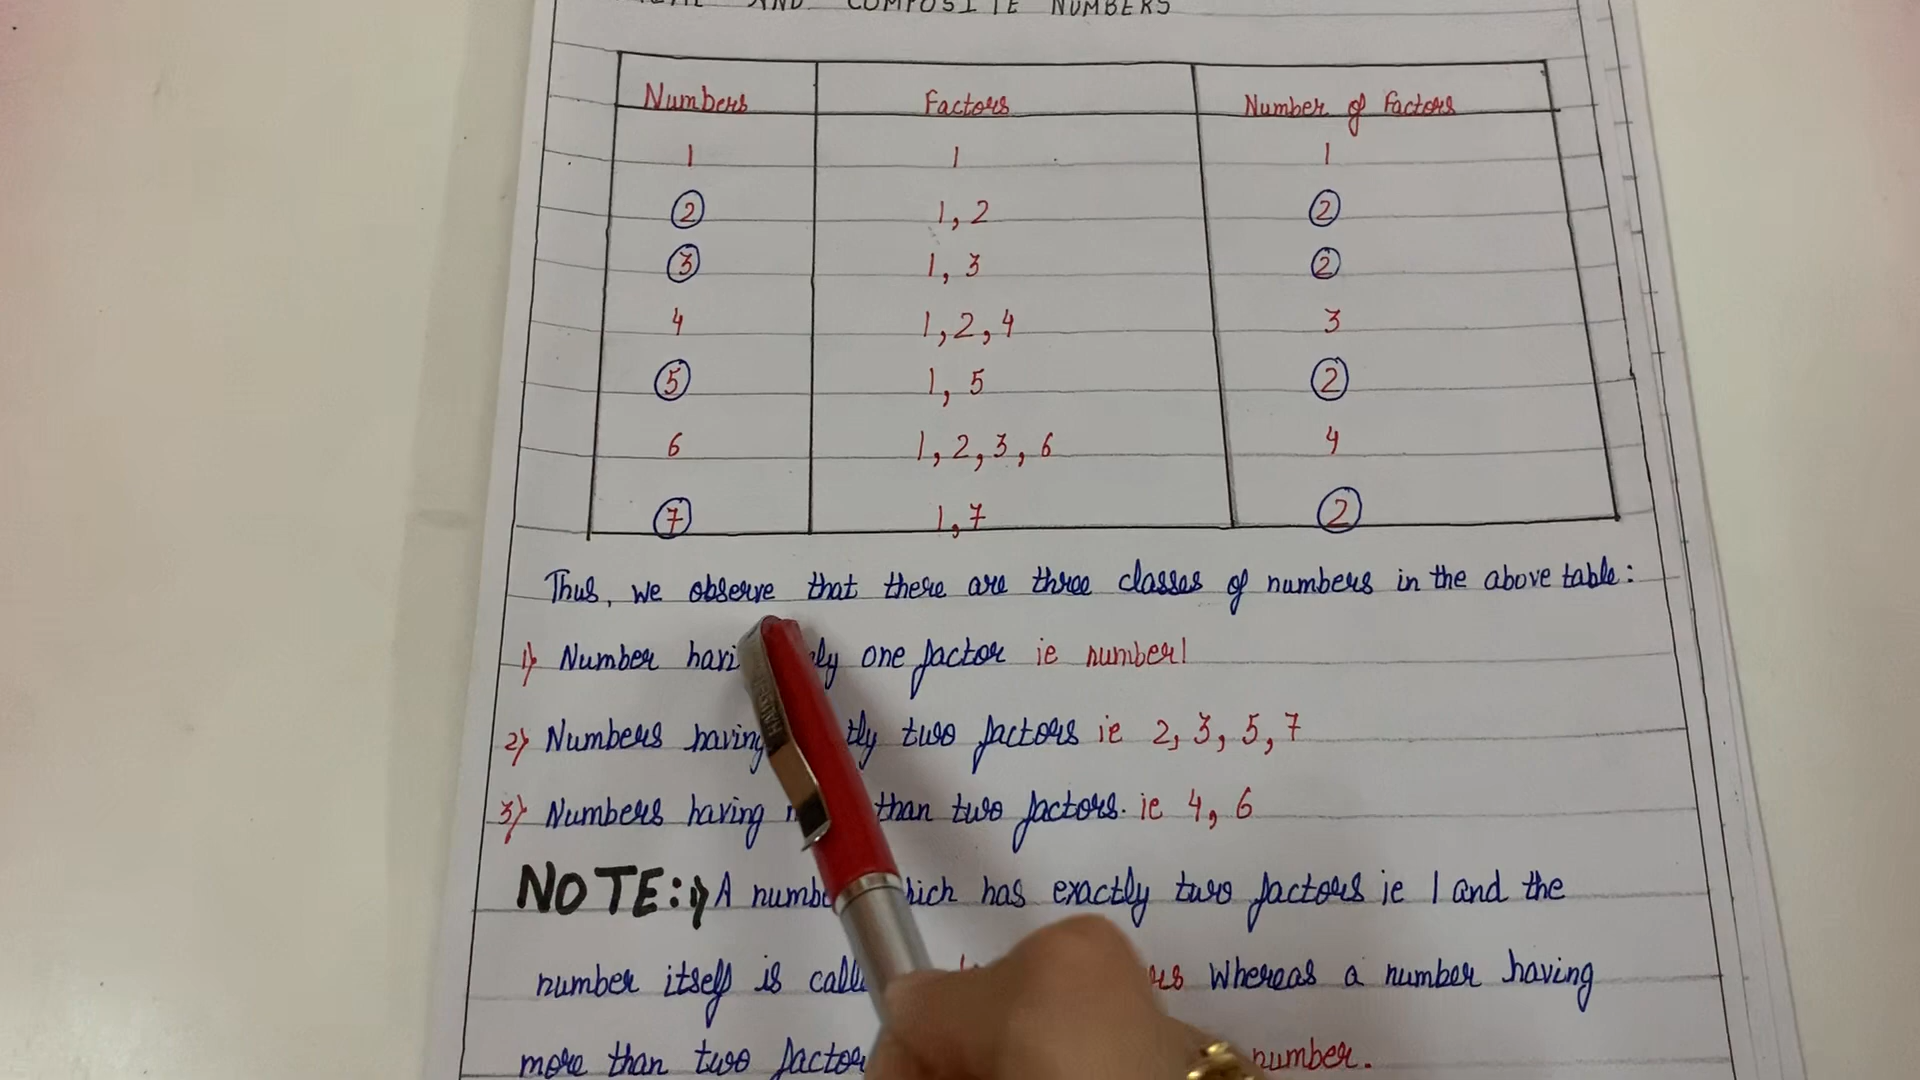 AND COMPOSITE NUMBERS
Numbers Factors Number of Factors
1 1 1
2 1, 2 2
3 1, 3 2
4 1, 2, 4 3
5 1, 5 2
6 1, 2, 3, 6 4
7 1, 7 2
Thus, we observe that there are three classes of numbers in the above table:
1) Number one factor ie number 1
2) Numbers having two factors ie 2, 3, 5, 7
3) Numbers having than two factors. ie 4, 6
NOTE: 1) A which has exactly two factors ie 1 and the
number itself is whereas a number having
more than two number.